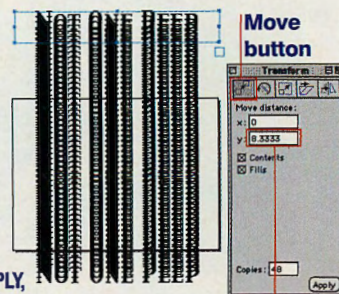 NOT ONE PEEP
Move
button
Transform
Move distance:
x: 0
y: 8.3333
Contents
Fills
Copies: 48
Apply
PLY,
NOT ONE PEEP